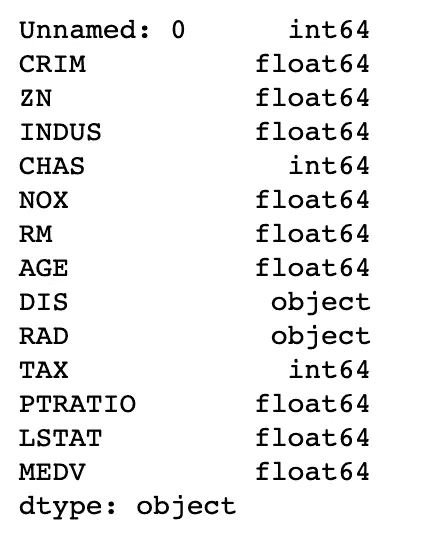 Unnamed: 0 int64
CRIM float64
ZN float64
INDUS float64
CHAS int64
NOX float64
RM float64
AGE float64
DIS object
RAD object
TAX int64
PTRATIO float64
LSTAT float64
MEDV float64
dtype: object